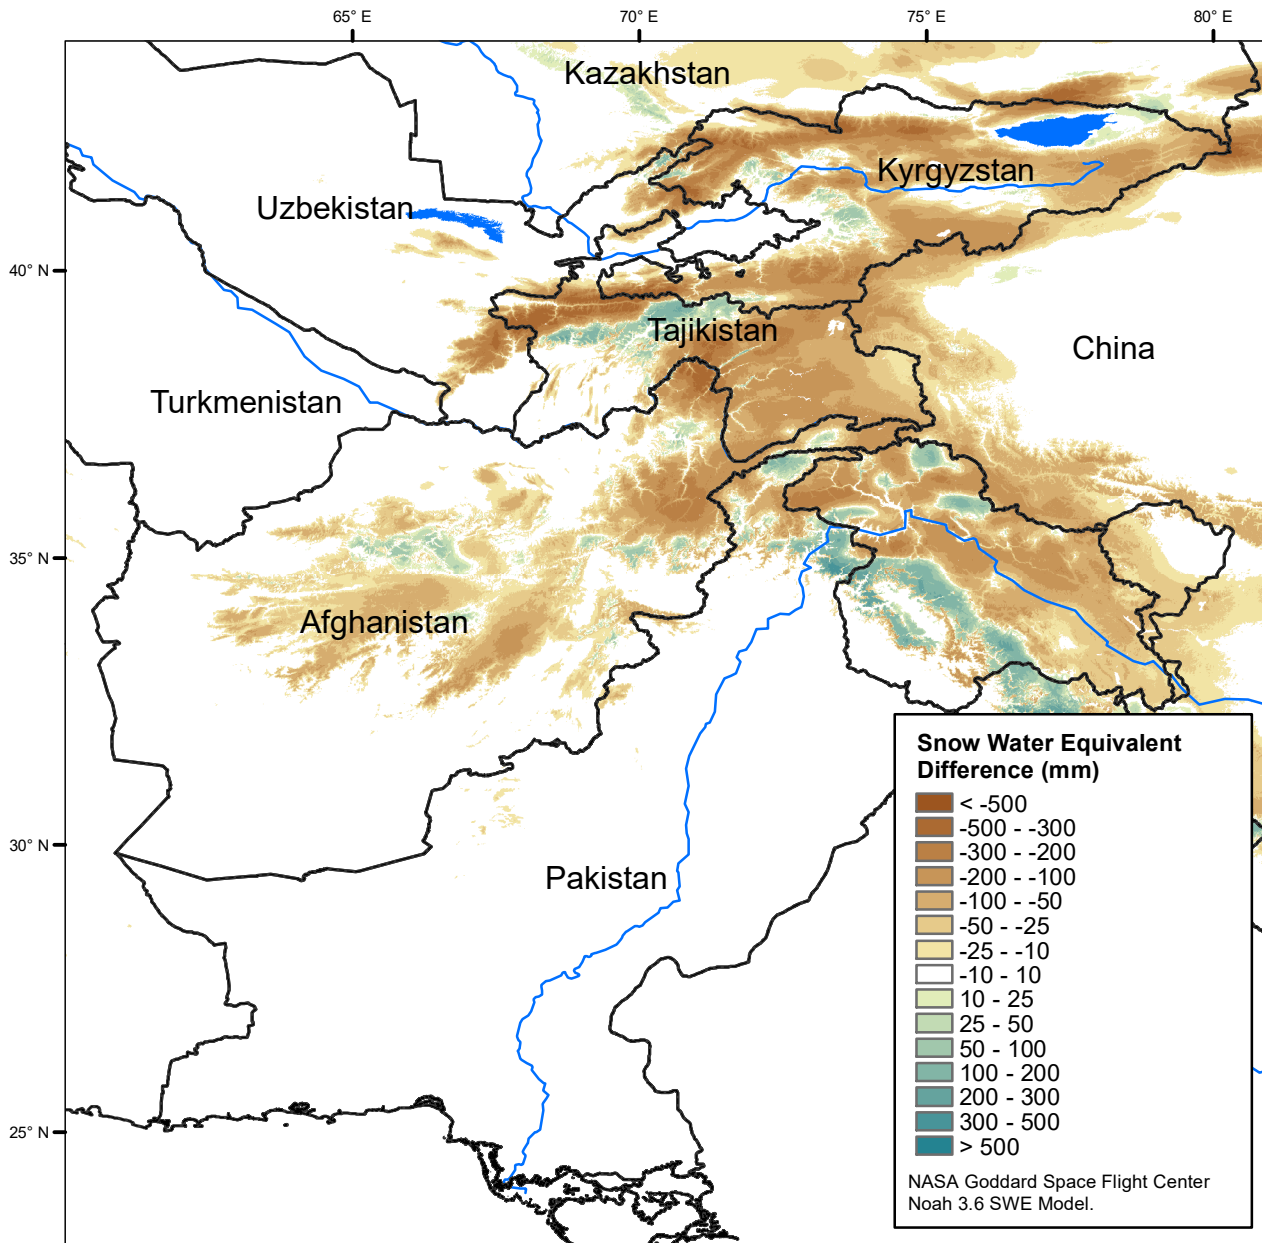 65° E
70° E
75° E
80° E
Kazakhstan
Kyrgyzstan
Uzbekistan
40° N
Tajikistan
China
Turkmenistan
35° N
Afghanistan
30° N
Pakistan
25° N
Snow Water Equivalent
Difference (mm)
< -500
-500 - -300
-300 - -200
-200 - -100
-100 - -50
-50 - -25
-25 - -10
-10 - 10
10 - 25
25 - 50
50 - 100
100 - 200
200 - 300
300 - 500
> 500
NASA Goddard Space Flight Center
Noah 3.6 SWE Model.